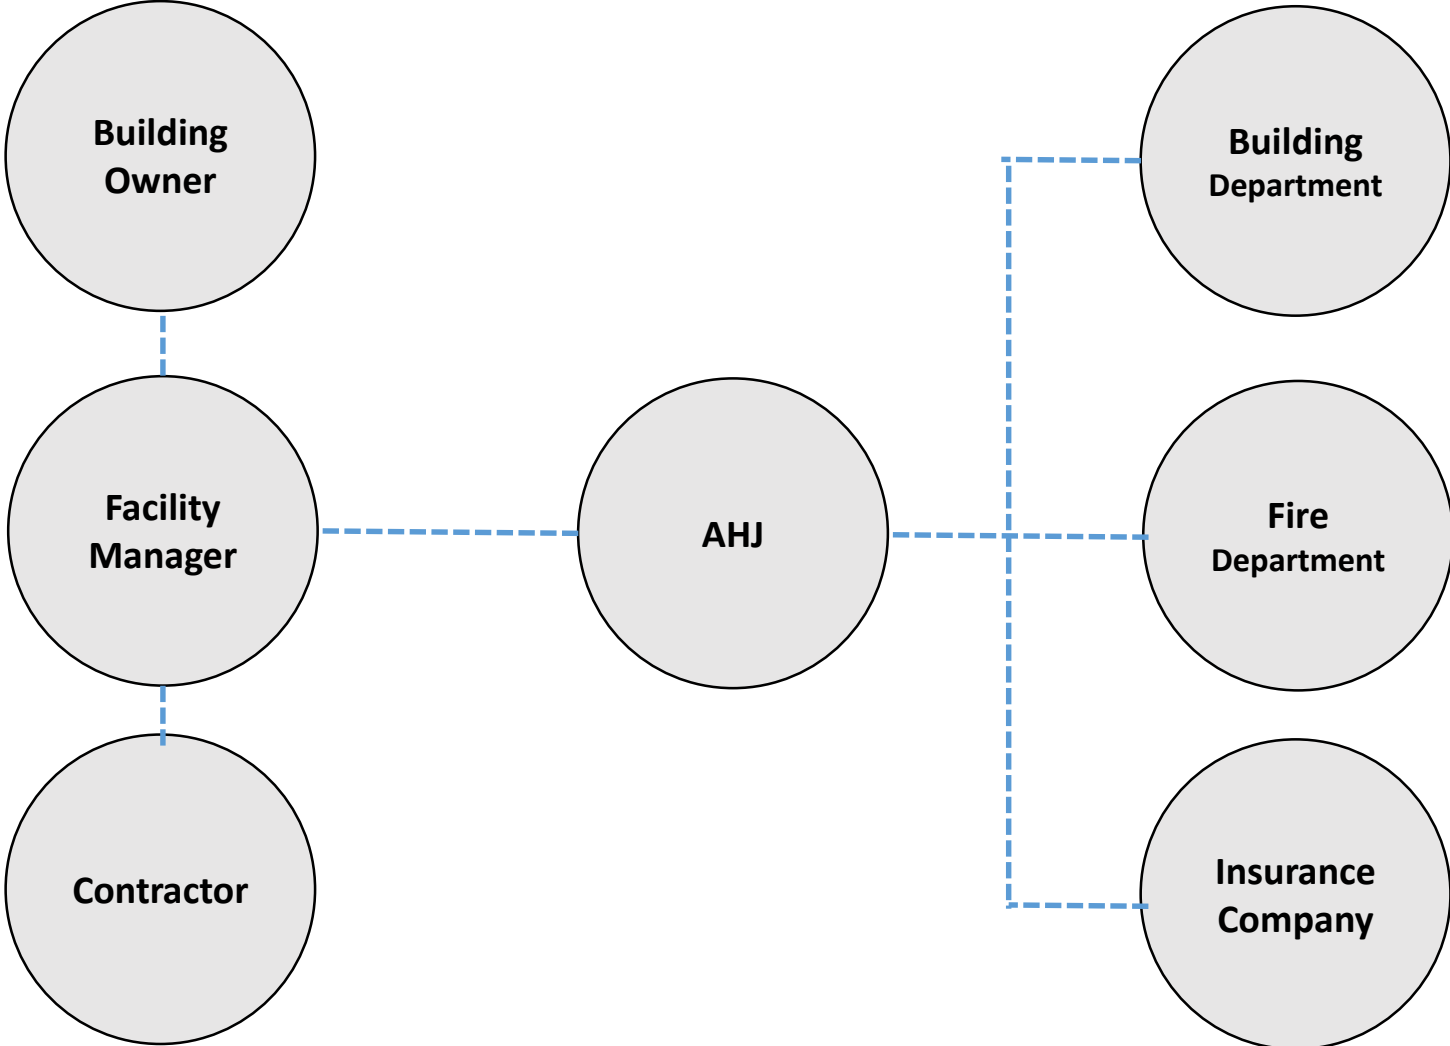 Building
Owner
Facility
Manager
Contractor
AHJ
Building
Department
Fire
Department
Insurance
Company